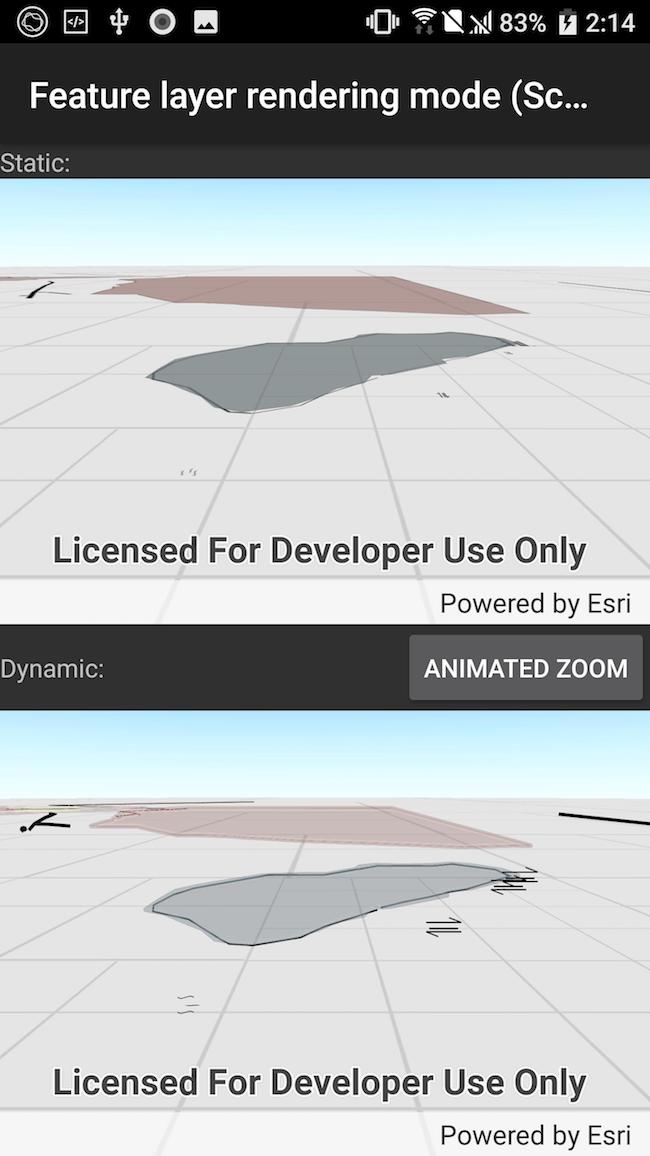 83% 2:14
Feature layer rendering mode (Sc...
Static:
Licensed For Developer Use Only
Powered by Esri
Dynamic:
ANIMATED ZOOM
Licensed For Developer Use Only
Powered by Esri